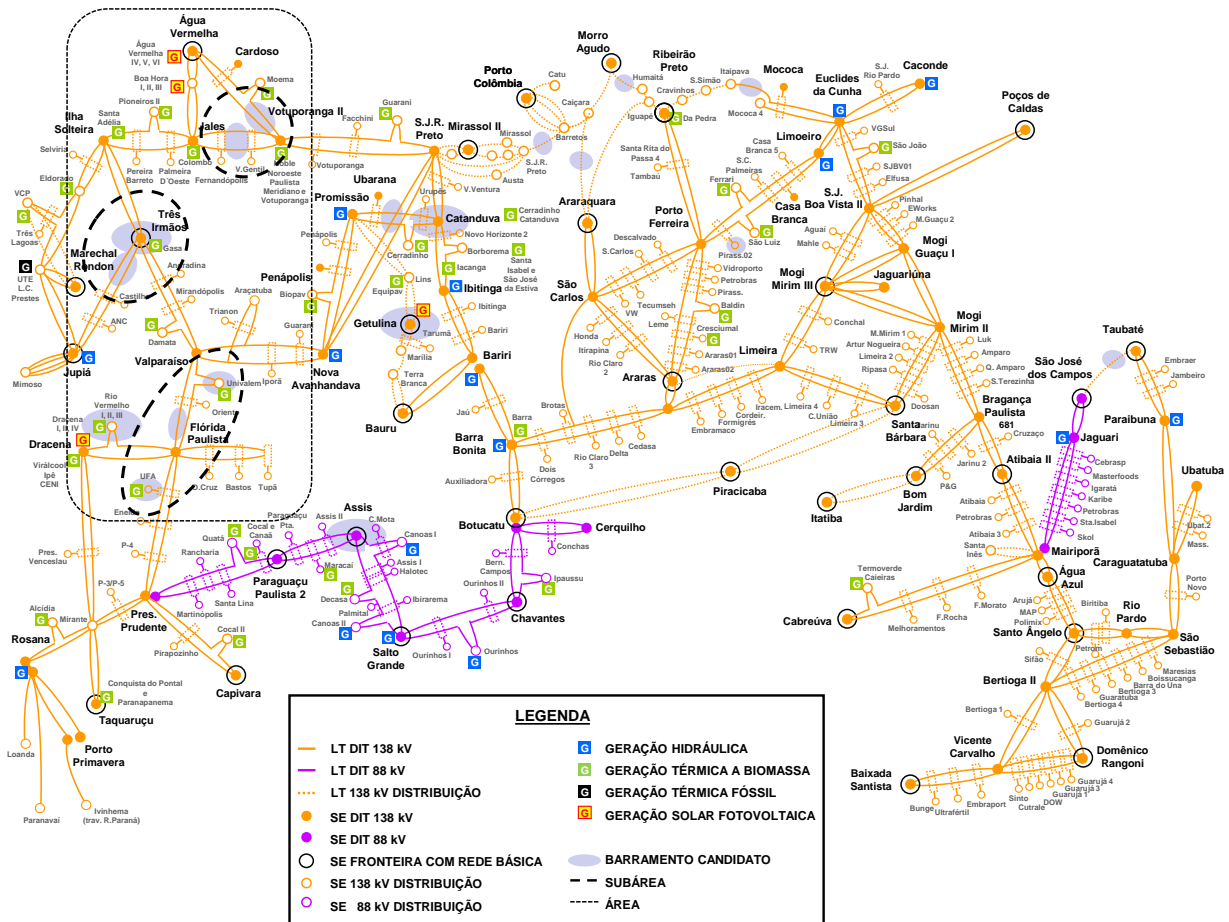 Água
Vermelha
Água
Vermelha
IV, V, VI
G
Cardoso
Boa Hora
I, II, III
G
Moema
G
Pioneiros II
G
Santa
Adélia
G
Ilha
Solteira
Jales
G
Votuporanga II
Selvíria
Eldorado
G
Colombo
Pereira
Barreto
Palmeira
D´Oeste
Fernandópolis
V.Gentil
G
Noble
Noroeste
Paulista
Meridiano e
Votuporanga
Facchini
Votuporanga
Guarani
G
S.J.R.
Preto
Mirassol II
Mirassol
S.J.R.
Preto
Austa
V.Ventura
Urupês
Porto
Colômbia
Catu
Caiçara
Barretos
Morro
Agudo
Humaitá
Iguapé
Cravinhos
Ribeirão
Preto
G
Da Pedra
S.Simão
Itaipava
Mococa
Mococa 4
S.J.
Rio Pardo
Euclides
da Cunha
G
Caconde
G
Poços de
Caldas
Limoeiro
G
VGSul
G
São João
SJBV01
Elfusa
Casa
Branca 5
S.C.
Palmeiras
Ferrari
G
Casa
Branca
G
São Luiz
S.J.
Boa Vista II
Pinhal
EWorks
M.Guaçu 2
Aguaí
Mahle
Mogi
Guaçu I
Jaguariúna
Mogi
Mirim III
Mogi
Mirim II
Santa Rita do
Passa 4
Tambaú
Porto
Ferreira
Descalvado
S.Carlos
Pirass.02
Vidroporto
Petrobras
Pirass.
Baldin
G
Cresciumal
G
Araras01
Araras02
Tecumseh
Leme
VW
Honda
Itirapina
Rio Claro
2
São
Carlos
Araraquara
Araras
Limeira
Conchal
TRW
M.Mirim 1
Artur Nogueira
Limeira 2
Ripasa
Luk
Amparo
Q. Amparo
S.Terezinha
Doosan
VCP
G
Três
Lagoas
G
UTE
L.C.
Prestes
Marechal
Rondon
Três
Irmãos
G
Gasa
Andradina
Castilho
ANC
Mimoso
Jupiá
G
Mirandópolis
G
Damata
Araçatuba
Trianon
Valparaíso
Guarani
Iporã
Univalem
G
Oriente
Ubarana
Promissão
G
Penápolis
Penápolis
Biopav
G
Nova
Avanhandava
G
Catanduva
G
Cerradinho
Catanduva
Cerradinho
G
Novo Horizonte 2
Borborema
G
Santa
Isabel e
São José
da Estiva
G
Iacanga
Ibitinga
G
Ibitinga
Bariri
Bariri
G
Lins
Equipav
G
G
Getulina
Tarumã
Marília
Terra
Branca
Bauru
Jaú
Barra
G
Barra
Bonita
G
Auxiliadora
Dois
Córregos
Brotas
Rio Claro
3
Delta
Cedasa
Embramaco
Formigrês
Cordeir.
Iracem.
Limeira 4
C.União
Limeira 3
Santa
Bárbara
Piracicaba
Itatiba
Bom
Jardim
P&G
Jarinu
Jarinu 2
Bragança
Paulista
681
Cruzaço
Atibaia II
Atibaia
Petrobras
Atibaia 3
Santa
Inês
São José
dos Campos
Taubaté
Embraer
Jambeiro
Paraibuna
G
Jaguari
G
Cebrasp
Masterfoods
Igaratá
Karibe
Petrobras
Sta.Isabel
Skol
Mairiporã
Ubatuba
Ubat.2
Mass.
Caraguatatuba
Porto
Novo
Água
Azul
Arujá
MAP
Polimix
Santo Ângelo
Biritiba
Rio
Pardo
Petrom
São
Sebastião
Sifão
Bertioga II
Maresias
Boissucanga
Barra do Una
Bertioga 3
Guaratuba
Bertioga 4
Bertioga 1
Guarujá 2
Vicente
Carvalho
Domênico
Rangoni
Guarujá 4
Guarujá 3
Guarujá 1
DOW
Cutrale
Sinto
Embraport
Ultrafértil
Bunge
Baixada
Santista
Termoverde
Caieiras
G
Cabreúva
Melhoramentos
F.Rocha
F.Morato
Rio
Vermelho
I, II, III
G
Dracena
I, II, IV
G
Dracena
G
Virálcool
Ipê
CENI
Flórida
Paulista
UFA
G
O.Cruz
Bastos
Tupã
Enelra
P-4
Pres.
Venceslau
P-3/P-5
Alcídia
G
Mirante
Rosana
G
Pres.
Prudente
Quatá
Rancharia
Santa Lina
Martinópolis
Pirapozinho
Cocal II
G
Capivara
Conquista do Pontal
e
Paranapanema
G
Taquaruçu
Loanda
Porto
Primavera
Paranavaí
Ivinhema
(trav. R.Paraná)
Cocal e
Canaã
G
G
Paraguaçu
Pta.
Paraguaçu
Paulista 2
Assis II
Assis
C.Mota
Maracaí
G
Canoas I
G
Assis I
Halotec
Decasa
G
Palmital
Canoas II
G
Ibirarema
Salto
Grande
G
Ourinhos I
Ourinhos II
Ourinhos
G
Chavantes
Bern.
Campos
Ipaussu
G
Botucatu
Cerquilho
Conchas
LEGENDA
LT DIT 138 kV
LT DIT 88 kV
LT 138 kV DISTRIBUIÇÃO
SE DIT 138 kV
SE DIT 88 kV
SE FRONTEIRA COM REDE BÁSICA
SE 138 kV DISTRIBUIÇÃO
SE 88 kV DISTRIBUIÇÃO
G GERAÇÃO HIDRÁULICA
G GERAÇÃO TÉRMICA A BIOMASSA
G GERAÇÃO TÉRMICA FÓSSIL
G GERAÇÃO SOLAR FOTOVOLTAICA
BARRAMENTO CANDIDATO
SUBÁREA
ÁREA